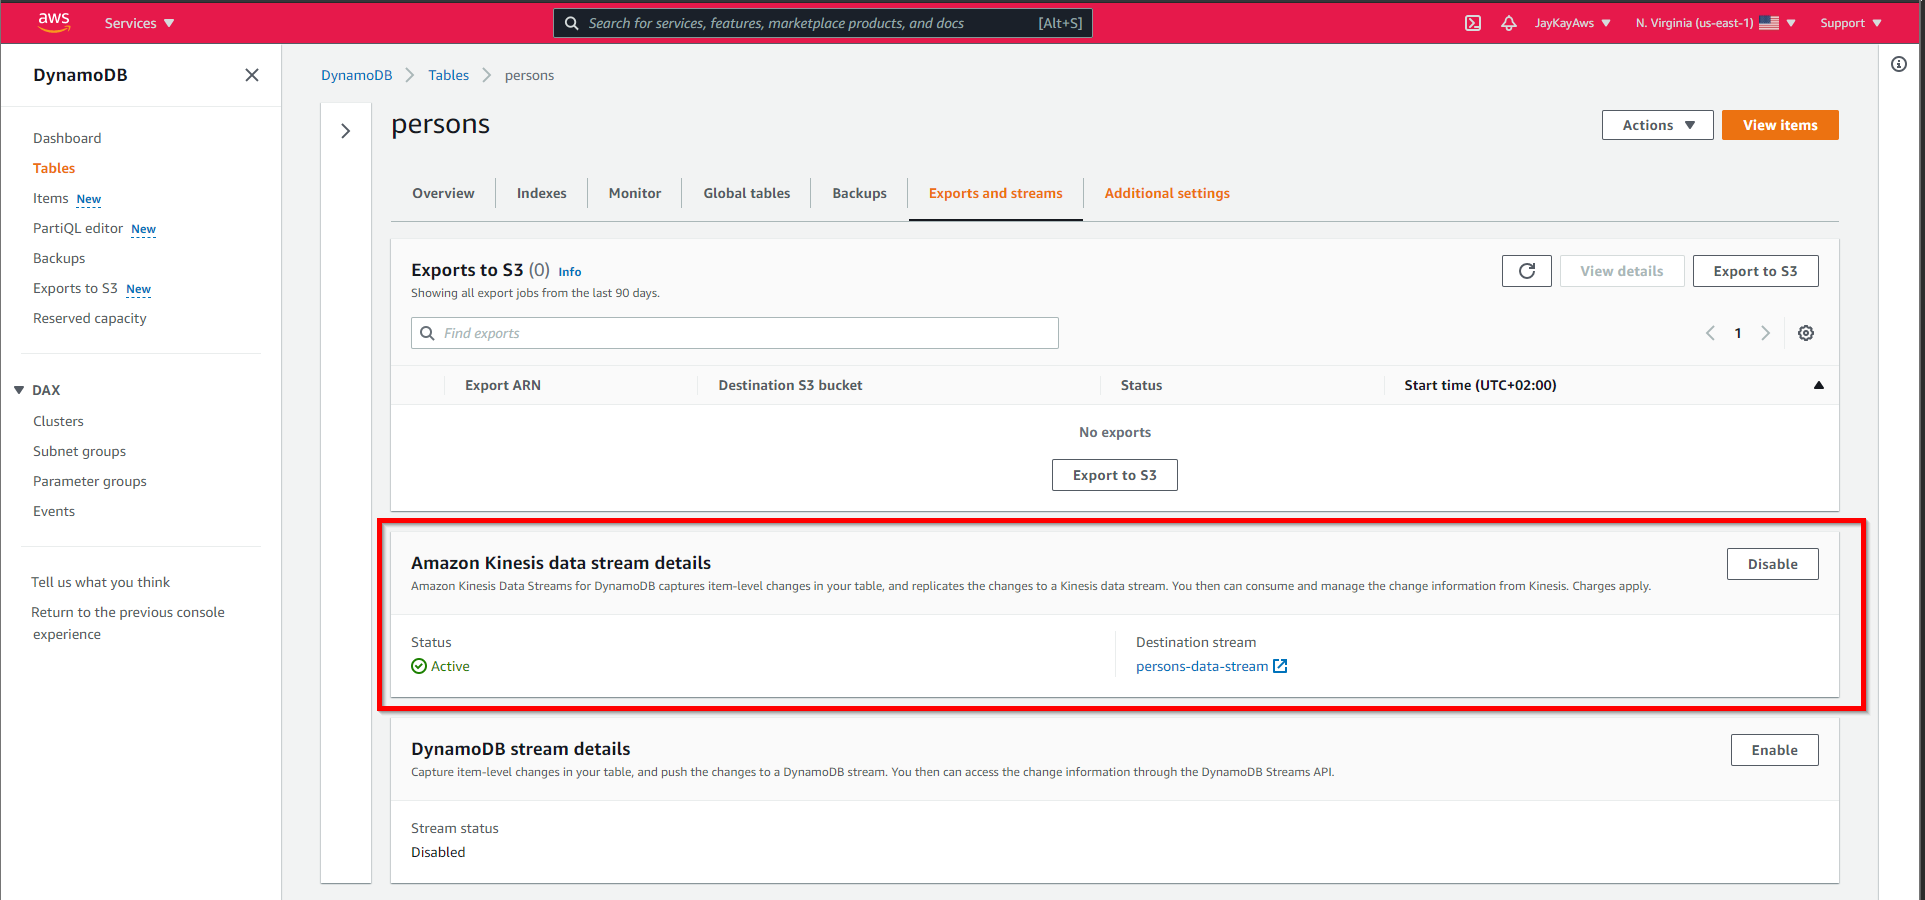 aws
Services
Search for services, features, marketplace products, and docs [Alt+S]
JayKayAws
N. Virginia (us-east-1)
Support
DynamoDB
Dashboard
Tables
Items New
PartiQL editor New
Backups
Exports to S3 New
Reserved capacity
DAX
Clusters
Subnet groups
Parameter groups
Events
Tell us what you think
Return to the previous console
experience
DynamoDB > Tables > persons
persons
Actions
View items
Overview
Indexes
Monitor
Global tables
Backups
Exports and streams
Additional settings
Exports to S3 (0) Info
Showing all export jobs from the last 90 days.
View details
Export to S3
Find exports
1
Export ARN
Destination S3 bucket
Status
Start time (UTC+02:00)
No exports
Export to S3
Amazon Kinesis data stream details
Amazon Kinesis Data Streams for DynamoDB captures item-level changes in your table, and replicates the changes to a Kinesis data stream. You then can consume and manage the change information from Kinesis. Charges apply.
Disable
Status
Active
Destination stream
persons-data-stream
DynamoDB stream details
Capture item-level changes in your table, and push the changes to a DynamoDB stream. You then can access the change information through the DynamoDB Streams API.
Enable
Stream status
Disabled